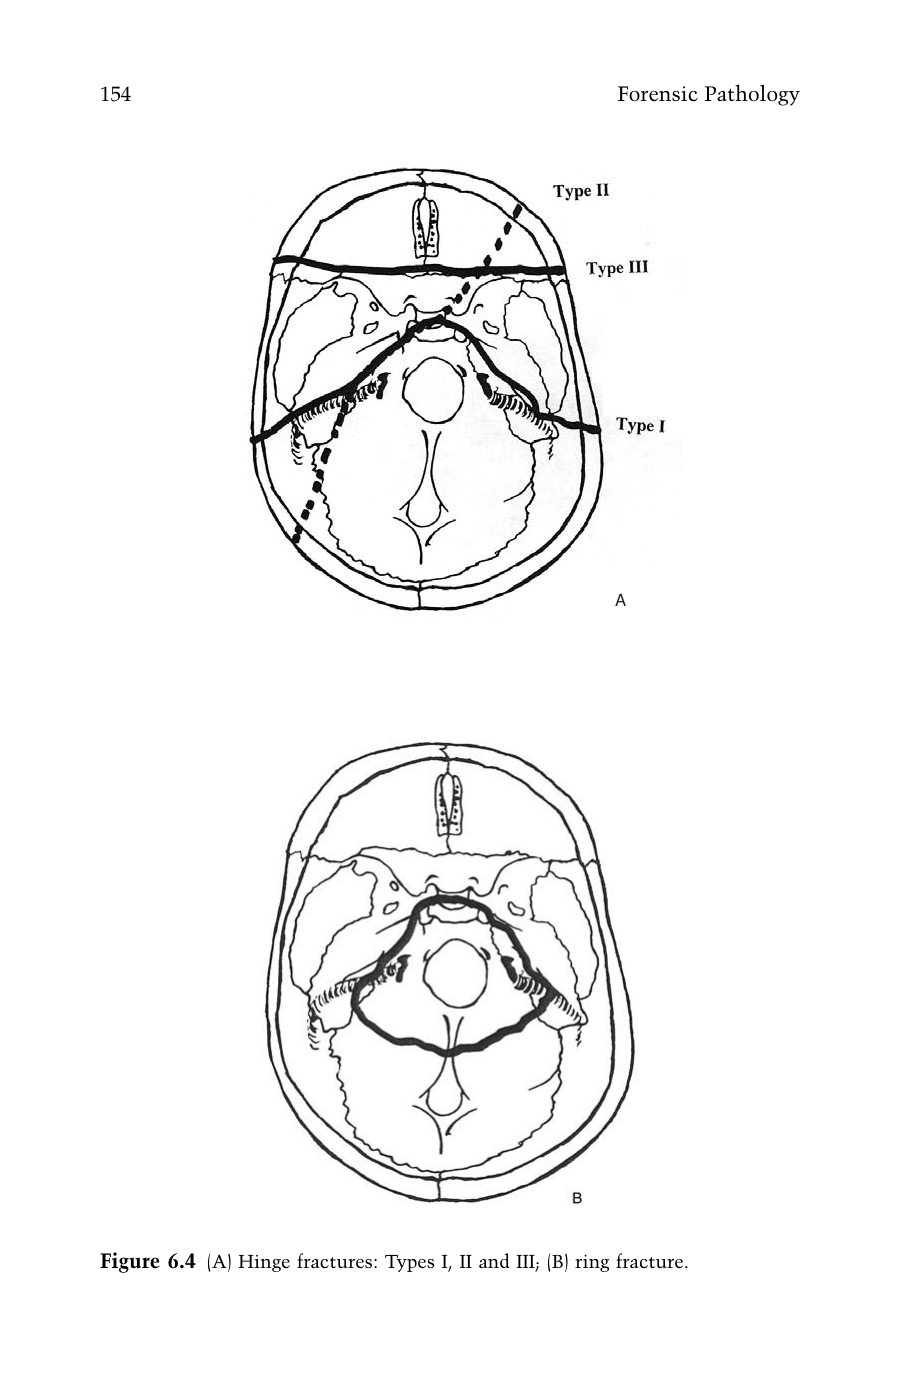 154 Forensic Pathology
Type II
Type III
Type I
A
B
Figure 6.4 (A) Hinge fractures: Types I, II and III; (B) ring fracture.